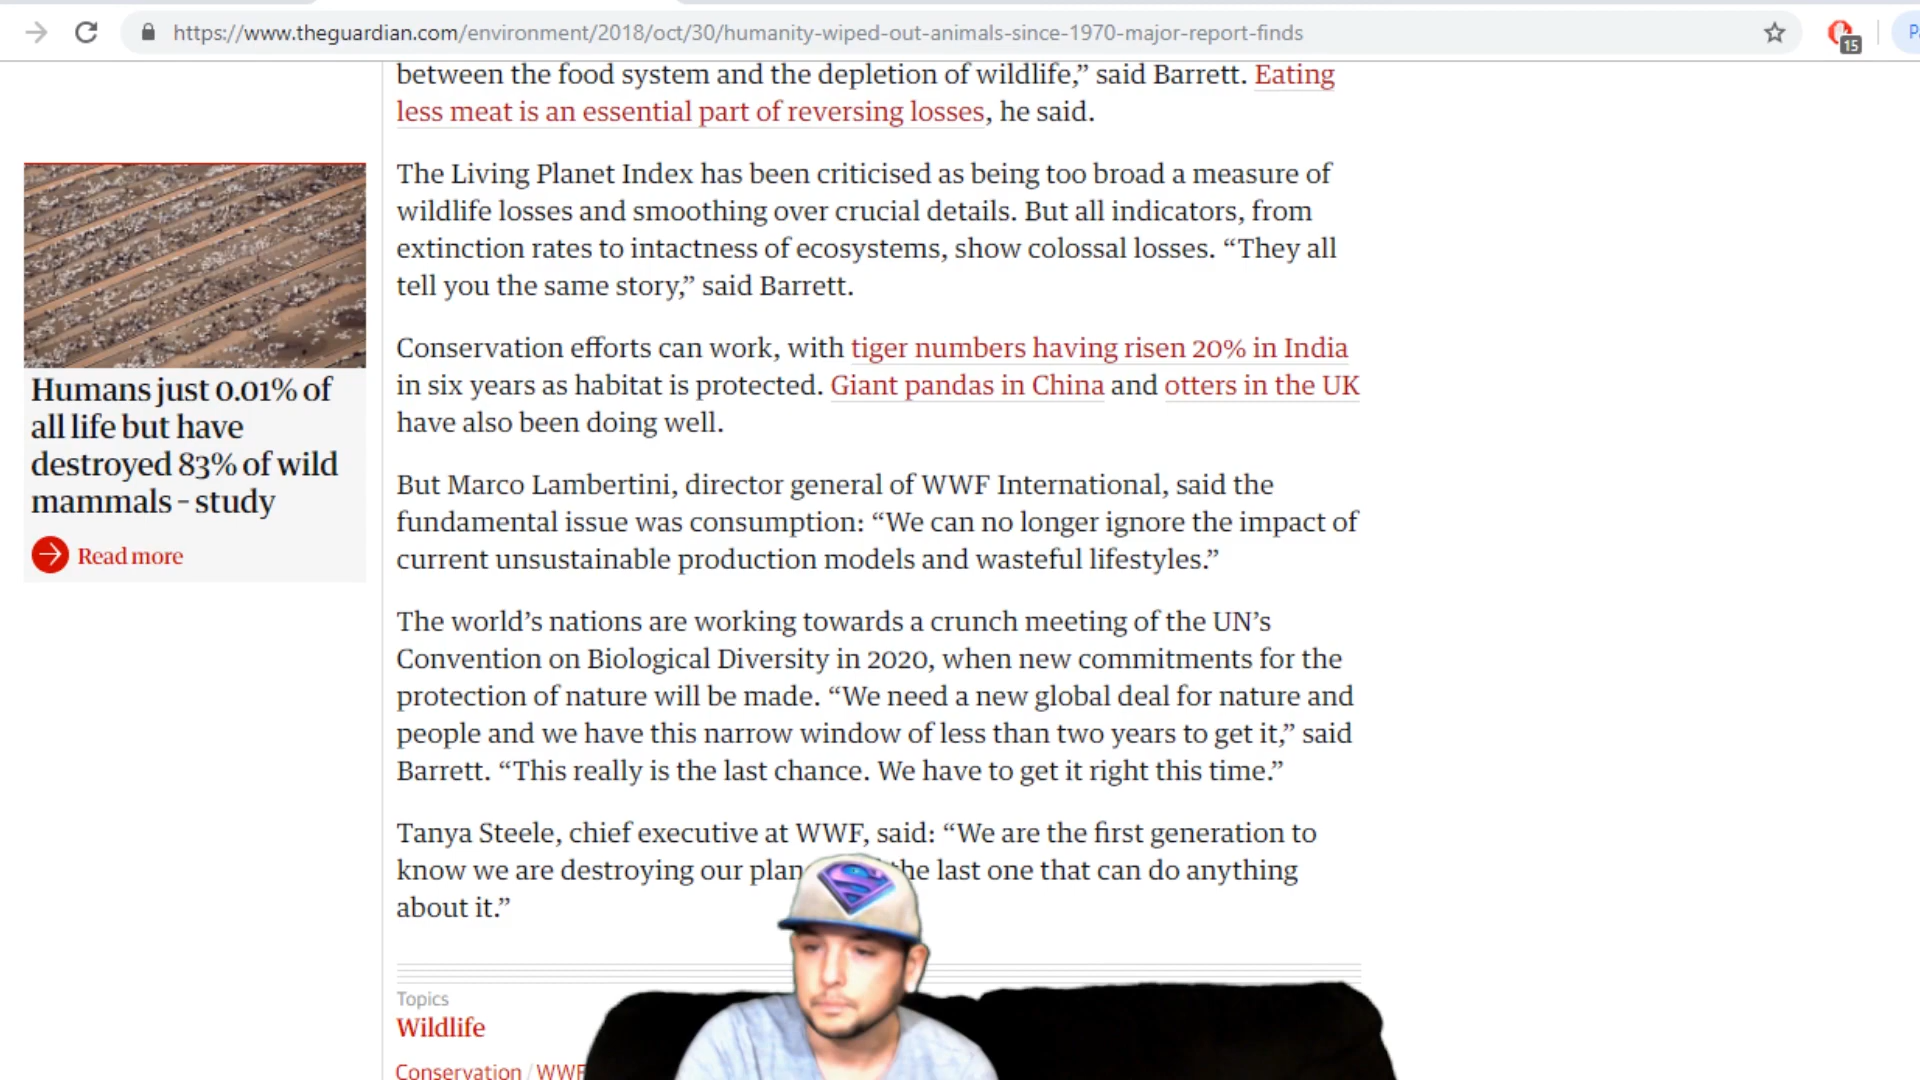 https://www.theguardian.com/environment/2018/oct/30/humanity-wiped-out-animals-since-1970-major-report-finds
15
between the food system and the depletion of wildlife,” said Barrett. Eating
less meat is an essential part of reversing losses, he said.
The Living Planet Index has been criticised as being too broad a measure of
wildlife losses and smoothing over crucial details. But all indicators, from
extinction rates to intactness of ecosystems, show colossal losses. “They all
tell you the same story,” said Barrett.
Humans just 0.01% of
all life but have
destroyed 83% of wild
mammals – study
Read more
Conservation efforts can work, with tiger numbers having risen 20% in India
in six years as habitat is protected. Giant pandas in China and otters in the UK
have also been doing well.
But Marco Lambertini, director general of WWF International, said the
fundamental issue was consumption: “We can no longer ignore the impact of
current unsustainable production models and wasteful lifestyles.”
The world’s nations are working towards a crunch meeting of the UN’s
Convention on Biological Diversity in 2020, when new commitments for the
protection of nature will be made. “We need a new global deal for nature and
people and we have this narrow window of less than two years to get it,” said
Barrett. “This really is the last chance. We have to get it right this time.”
Tanya Steele, chief executive at WWF, said: “We are the first generation to
know we are destroying our the last one that can do anything
about it.”
Topics
Wildlife
Conservation / WWF